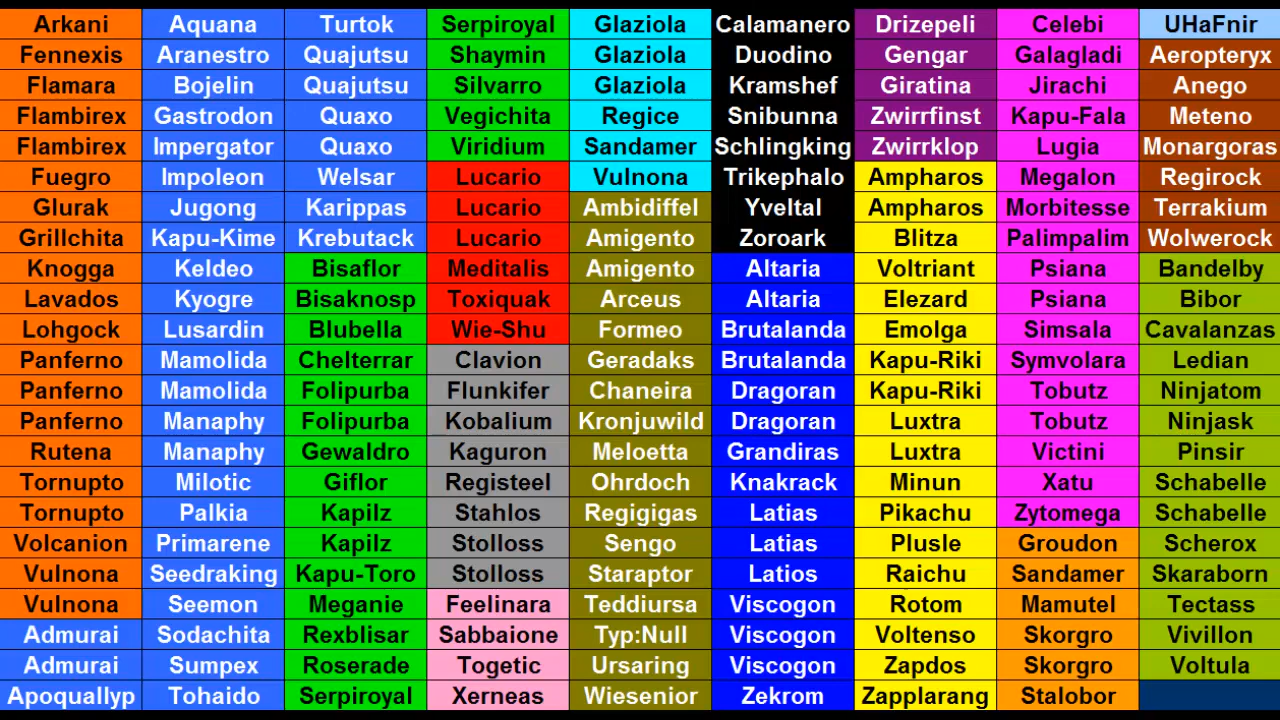 Arkani Aquana Turtok Serpiroyal Glaziola Calamanero Drizepeli Celebi UHaFnir
Fennexis Aranestro Quajutsu Shaymin Glaziola Duodino Gengar Galagladi Aeropteryx
Flamara Bojelin Quajutsu Silvarro Glaziola Kramshef Giratina Jirachi Anego
Flambirex Gastrodon Quaxo Vegichita Regice Snibunna Zwirrfinst Kapu-Fala Meteno
Flambirex Impergator Quaxo Viridium Sandamer Schlingking Zwirrklop Lugia Monargoras
Fuegro Impoleon Welsar Lucario Vulnona Trikephalo Ampharos Megalon Regirock
Glurak Jugong Karippas Lucario Ambidiffel Yveltal Ampharos Morbitesse Terrakium
Grillchita Kapu-Kime Krebutack Lucario Amigento Zoroark Blitza Palimpalim Wolwerock
Knogga Keldeo Bisaflor Meditalis Amigento Altaria Voltriant Psiana Bandelby
Lavados Kyogre Bisaknosp Toxiquak Arceus Altaria Elezard Psiana Bibor
Lohgock Lusardin Blubella Wie-Shu Formeo Brutalanda Emolga Simsala Cavalanzas
Panferno Mamolida Chelterrar Clavion Geradaks Brutalanda Kapu-Riki Symvolara Ledian
Panferno Mamolida Folipurba Flunkifer Chaneira Dragoran Kapu-Riki Tobutz Ninjatom
Panferno Manaphy Folipurba Kobalium Kronjuwild Dragoran Luxtra Tobutz Ninjask
Rutena Manaphy Gewaldro Kaguron Meloetta Grandiras Luxtra Victini Pinsir
Tornupto Milotic Giflor Registeel Ohrdoch Knakrack Minun Xatu Schabelle
Tornupto Palkia Kapilz Stahlos Regigigas Latias Pikachu Zytomega Schabelle
Volcanion Primarene Kapilz Stolloss Sengo Latias Plusle Groudon Scherox
Vulnona Seedraking Kapu-Toro Stolloss Staraptor Latios Raichu Sandamer Skaraborn
Vulnona Seemon Meganie Feelinara Teddiursa Viscogon Rotom Mamutel Tectass
Admurai Sodachita Rexblisar Sabbaione Typ:Null Viscogon Voltenso Skorgro Vivillon
Admurai Sumpex Roserade Togetic Ursaring Viscogon Zapdos Skorgro Voltula
Apoquallyp Tohaido Serpiroyal Xerneas Wiesenior Zekrom Zapplarang Stalobor